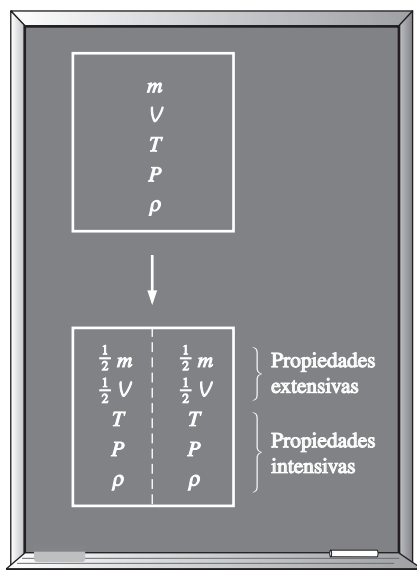 m
V
T
P
ρ
½ m ½ m
½ V ½ V
T T
P P
ρ ρ
Propiedades
extensivas
Propiedades
intensivas